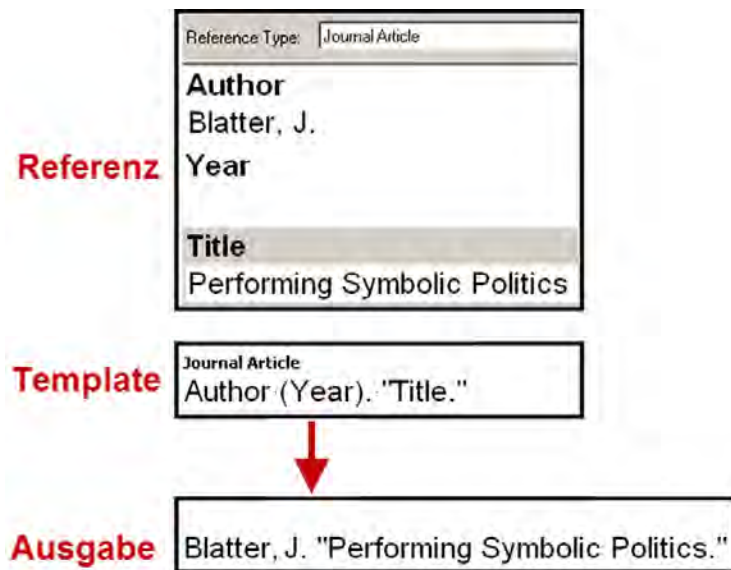 Reference Type: Journal Article
Author
Blatter, J.
Referenz Year
Title
Performing Symbolic Politics
Journal Article
Template Author (Year). "Title."
Ausgabe Blatter, J. "Performing Symbolic Politics."